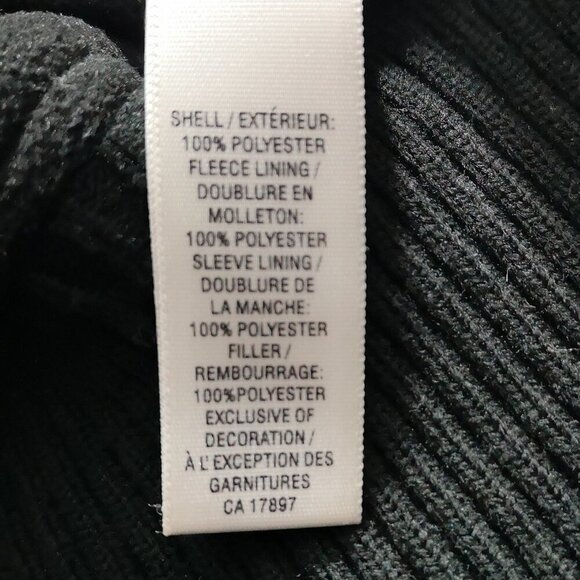 SHELL / EXTÉRIEUR:
100% POLYESTER
FLEECE LINING /
DOUBLURE EN
MOLLETON:
100% POLYESTER
SLEEVE LINING /
DOUBLURE DE
LA MANCHE:
100% POLYESTER
FILLER /
REMBOURRAGE:
100%POLYESTER
EXCLUSIVE OF
DECORATION /
À L'EXCEPTION DES
GARNITURES
CA 17897